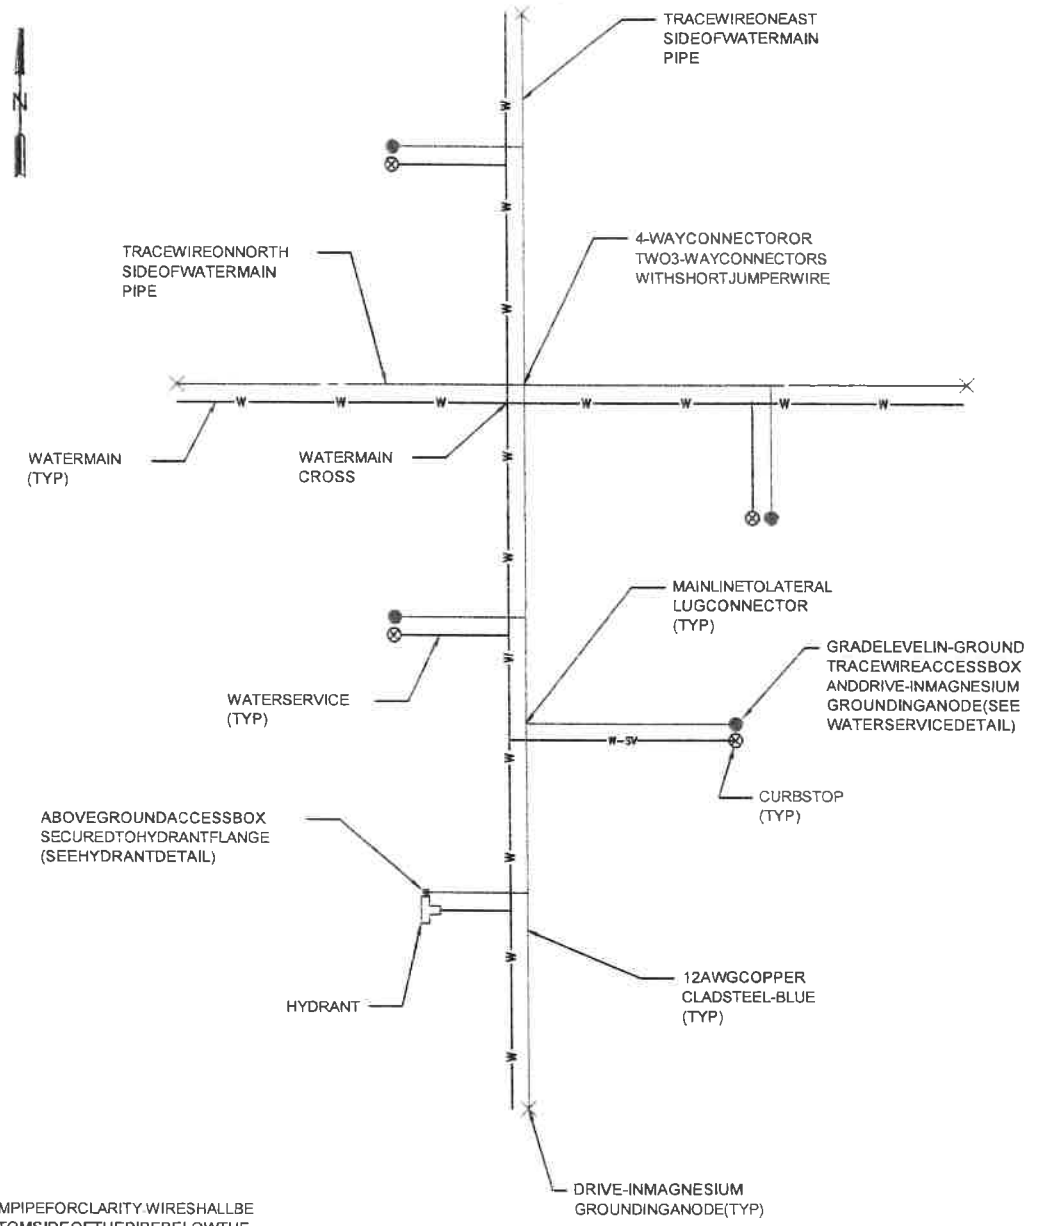 TRACEWIREONEAST
SIDEOFWATERMAIN
PIPE
N
W
W
TRACEWIREONNORTH
SIDEOFWATERMAIN
PIPE
4-WAYCONNECTOROR
TWO3-WAYCONNECTORS
WITHSHORTJUMPERWIRE
W
W W W W W W W
WATERMAIN
(TYP)
WATERMAIN
CROSS
W
W
MAINLINETOLATERAL
LUGCONNECTOR
(TYP)
W
GRADELEVELIN-GROUND
TRACEWIREACCESSBOX
ANDDRIVE-INMAGNESIUM
GROUNDINGANODE(SEE
WATERSERVICEDETAIL)
WATERSERVICE
(TYP)
W-SV
W
CURBSTOP
(TYP)
ABOVEGROUNDACCESSBOX
SECUREDTOHYDRANTFLANGE
(SEEHYDRANTDETAIL)
W
W
12AWGCOPPER
CLADSTEEL-BLUE
(TYP)
HYDRANT
W
DRIVE-INMAGNESIUM
GROUNDINGANODE(TYP)
MPIPEFORCLARITY-WIRESHALLBE
TOMSIDEOFTHEPIPEBELOWTHE